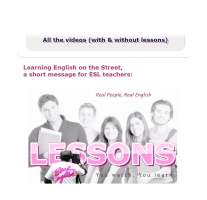 All the videos (with & without lessons)
Learning English on the Street,
a short message for ESL teachers:
Real People, Real English
LESSONS
You watch. You learn.